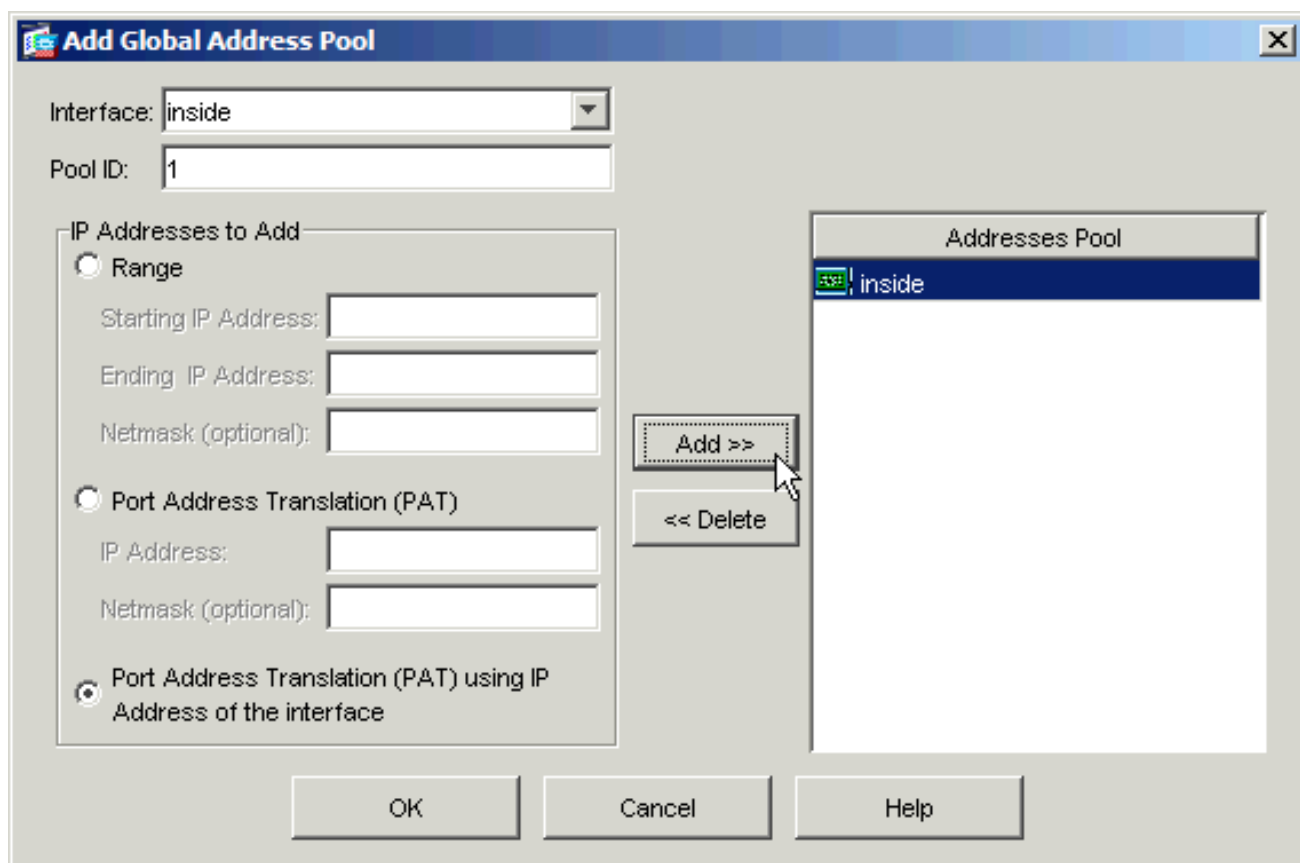 Add Global Address Pool
Interface: inside
Pool ID: 1
IP Addresses to Add
Range
Starting IP Address:
Ending IP Address:
Netmask (optional):
Port Address Translation (PAT)
IP Address:
Netmask (optional):
Port Address Translation (PAT) using IP
Address of the interface
Add >>
<< Delete
Addresses Pool
inside
OK
Cancel
Help